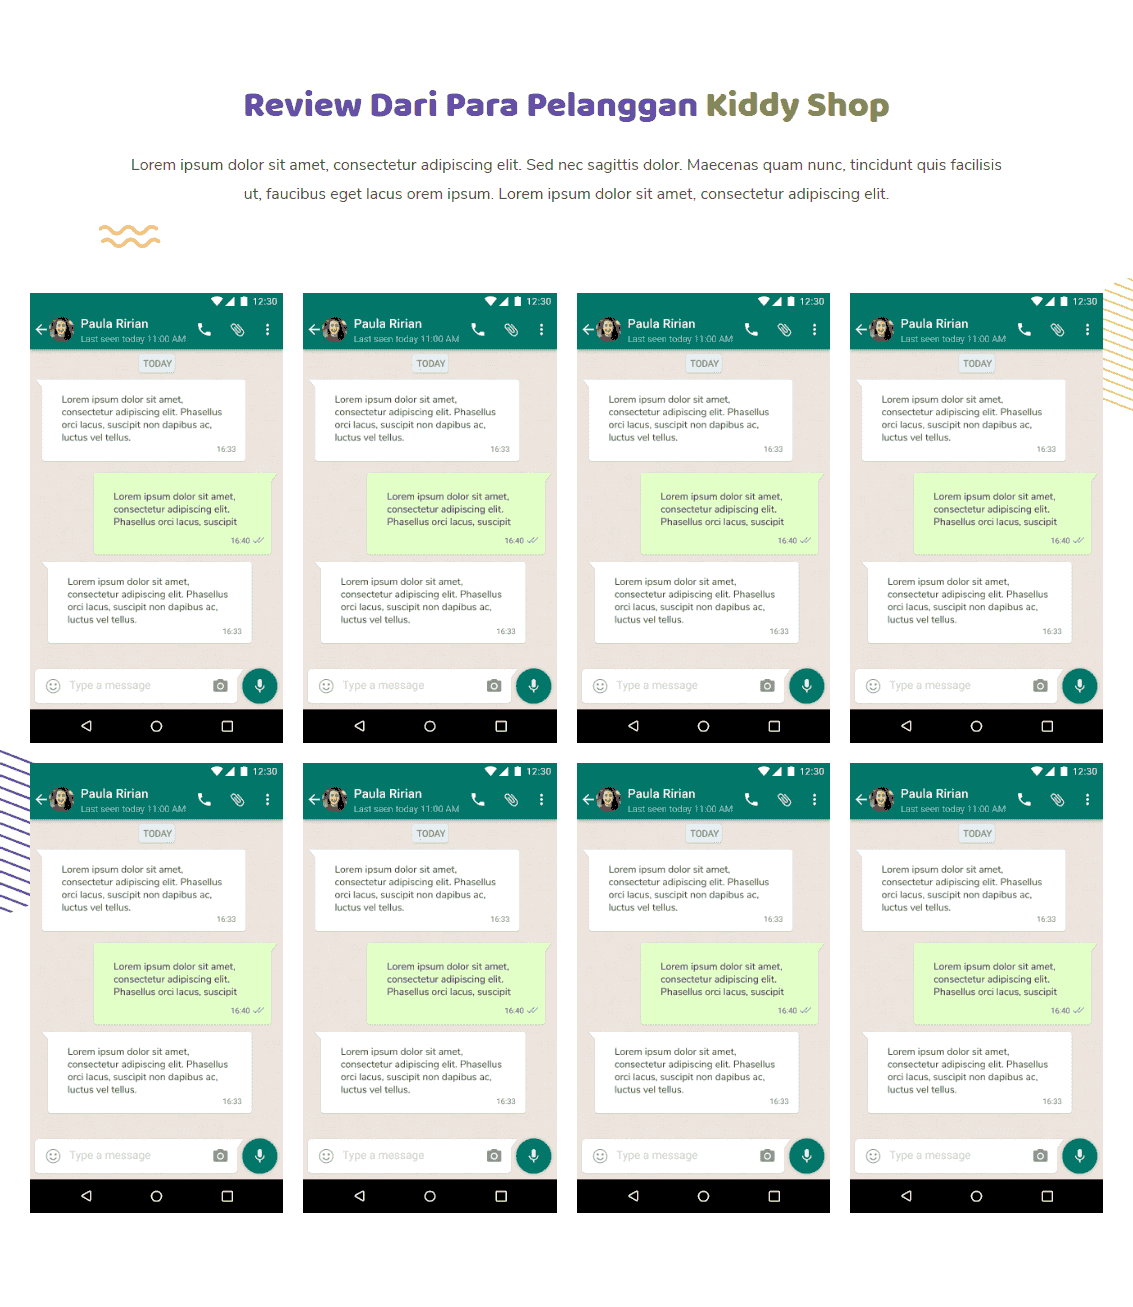 Review Dari Para Pelanggan Kiddy Shop
Lorem ipsum dolor sit amet, consectetur adipiscing elit. Sed nec sagittis dolor. Maecenas quam nunc, tincidunt quis facilisis
ut, faucibus eget lacus orem ipsum. Lorem ipsum dolor sit amet, consectetur adipiscing elit.
12:30
Paula Ririan
Last seen today 11:00 AM
TODAY
Lorem ipsum dolor sit amet,
consectetur adipiscing elit. Phasellus
orci lacus, suscipit non dapibus ac,
luctus vel tellus.
16:33
Lorem ipsum dolor sit amet,
consectetur adipiscing elit.
Phasellus orci lacus, suscipit
16:40
Lorem ipsum dolor sit amet,
consectetur adipiscing elit. Phasellus
orci lacus, suscipit non dapibus ac,
luctus vel tellus.
16:33
Type a message
12:30
Paula Ririan
Last seen today 11:00 AM
TODAY
Lorem ipsum dolor sit amet,
consectetur adipiscing elit. Phasellus
orci lacus, suscipit non dapibus ac,
luctus vel tellus.
16:33
Lorem ipsum dolor sit amet,
consectetur adipiscing elit.
Phasellus orci lacus, suscipit
16:40
Lorem ipsum dolor sit amet,
consectetur adipiscing elit. Phasellus
orci lacus, suscipit non dapibus ac,
luctus vel tellus.
16:33
Type a message
12:30
Paula Ririan
Last seen today 11:00 AM
TODAY
Lorem ipsum dolor sit amet,
consectetur adipiscing elit. Phasellus
orci lacus, suscipit non dapibus ac,
luctus vel tellus.
16:33
Lorem ipsum dolor sit amet,
consectetur adipiscing elit.
Phasellus orci lacus, suscipit
16:40
Lorem ipsum dolor sit amet,
consectetur adipiscing elit. Phasellus
orci lacus, suscipit non dapibus ac,
luctus vel tellus.
16:33
Type a message
12:30
Paula Ririan
Last seen today 11:00 AM
TODAY
Lorem ipsum dolor sit amet,
consectetur adipiscing elit. Phasellus
orci lacus, suscipit non dapibus ac,
luctus vel tellus.
16:33
Lorem ipsum dolor sit amet,
consectetur adipiscing elit.
Phasellus orci lacus, suscipit
16:40
Lorem ipsum dolor sit amet,
consectetur adipiscing elit. Phasellus
orci lacus, suscipit non dapibus ac,
luctus vel tellus.
16:33
Type a message
12:30
Paula Ririan
Last seen today 11:00 AM
TODAY
Lorem ipsum dolor sit amet,
consectetur adipiscing elit. Phasellus
orci lacus, suscipit non dapibus ac,
luctus vel tellus.
16:33
Lorem ipsum dolor sit amet,
consectetur adipiscing elit.
Phasellus orci lacus, suscipit
16:40
Lorem ipsum dolor sit amet,
consectetur adipiscing elit. Phasellus
orci lacus, suscipit non dapibus ac,
luctus vel tellus.
16:33
Type a message
12:30
Paula Ririan
Last seen today 11:00 AM
TODAY
Lorem ipsum dolor sit amet,
consectetur adipiscing elit. Phasellus
orci lacus, suscipit non dapibus ac,
luctus vel tellus.
16:33
Lorem ipsum dolor sit amet,
consectetur adipiscing elit.
Phasellus orci lacus, suscipit
16:40
Lorem ipsum dolor sit amet,
consectetur adipiscing elit. Phasellus
orci lacus, suscipit non dapibus ac,
luctus vel tellus.
16:33
Type a message
12:30
Paula Ririan
Last seen today 11:00 AM
TODAY
Lorem ipsum dolor sit amet,
consectetur adipiscing elit. Phasellus
orci lacus, suscipit non dapibus ac,
luctus vel tellus.
16:33
Lorem ipsum dolor sit amet,
consectetur adipiscing elit.
Phasellus orci lacus, suscipit
16:40
Lorem ipsum dolor sit amet,
consectetur adipiscing elit. Phasellus
orci lacus, suscipit non dapibus ac,
luctus vel tellus.
16:33
Type a message
12:30
Paula Ririan
Last seen today 11:00 AM
TODAY
Lorem ipsum dolor sit amet,
consectetur adipiscing elit. Phasellus
orci lacus, suscipit non dapibus ac,
luctus vel tellus.
16:33
Lorem ipsum dolor sit amet,
consectetur adipiscing elit.
Phasellus orci lacus, suscipit
16:40
Lorem ipsum dolor sit amet,
consectetur adipiscing elit. Phasellus
orci lacus, suscipit non dapibus ac,
luctus vel tellus.
16:33
Type a message